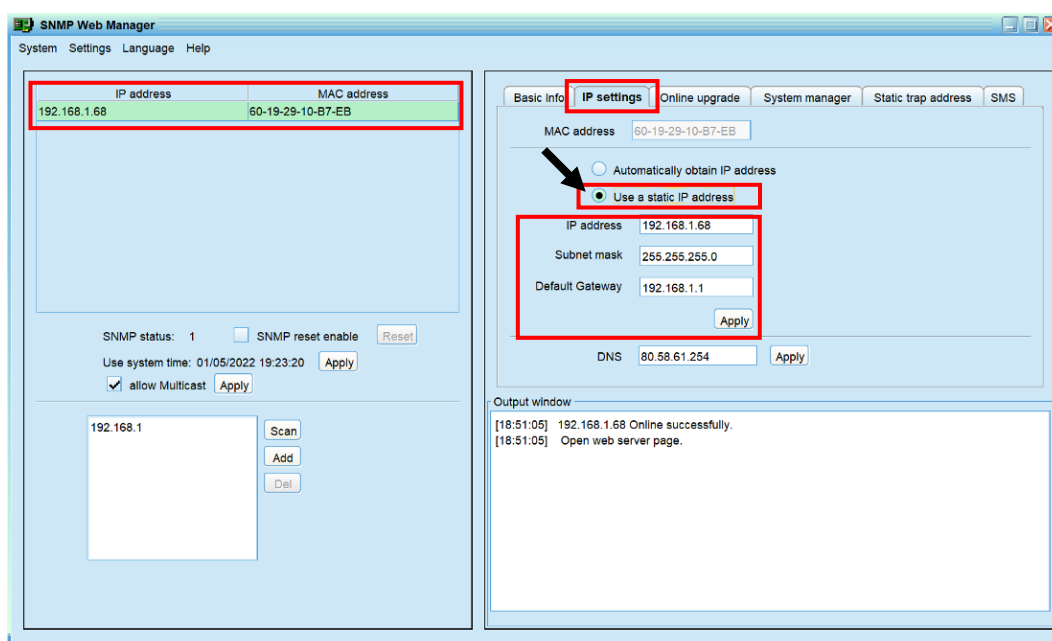 SNMP Web Manager
System Settings Language Help
IP address MAC address
192.168.1.68 60-19-29-10-B7-EB
SNMP status: 1 SNMP reset enable Reset
Use system time: 01/05/2022 19:23:20 Apply
allow Multicast Apply
192.168.1
Scan
Add
Del
Basic Info IP settings Online upgrade System manager Static trap address SMS
MAC address 60-19-29-10-B7-EB
Automatically obtain IP address
Use a static IP address
IP address 192.168.1.68
Subnet mask 255.255.255.0
Default Gateway 192.168.1.1
Apply
DNS 80.58.61.254 Apply
Output window
[18:51:05] 192.168.1.68 Online successfully.
[18:51:05] Open web server page.